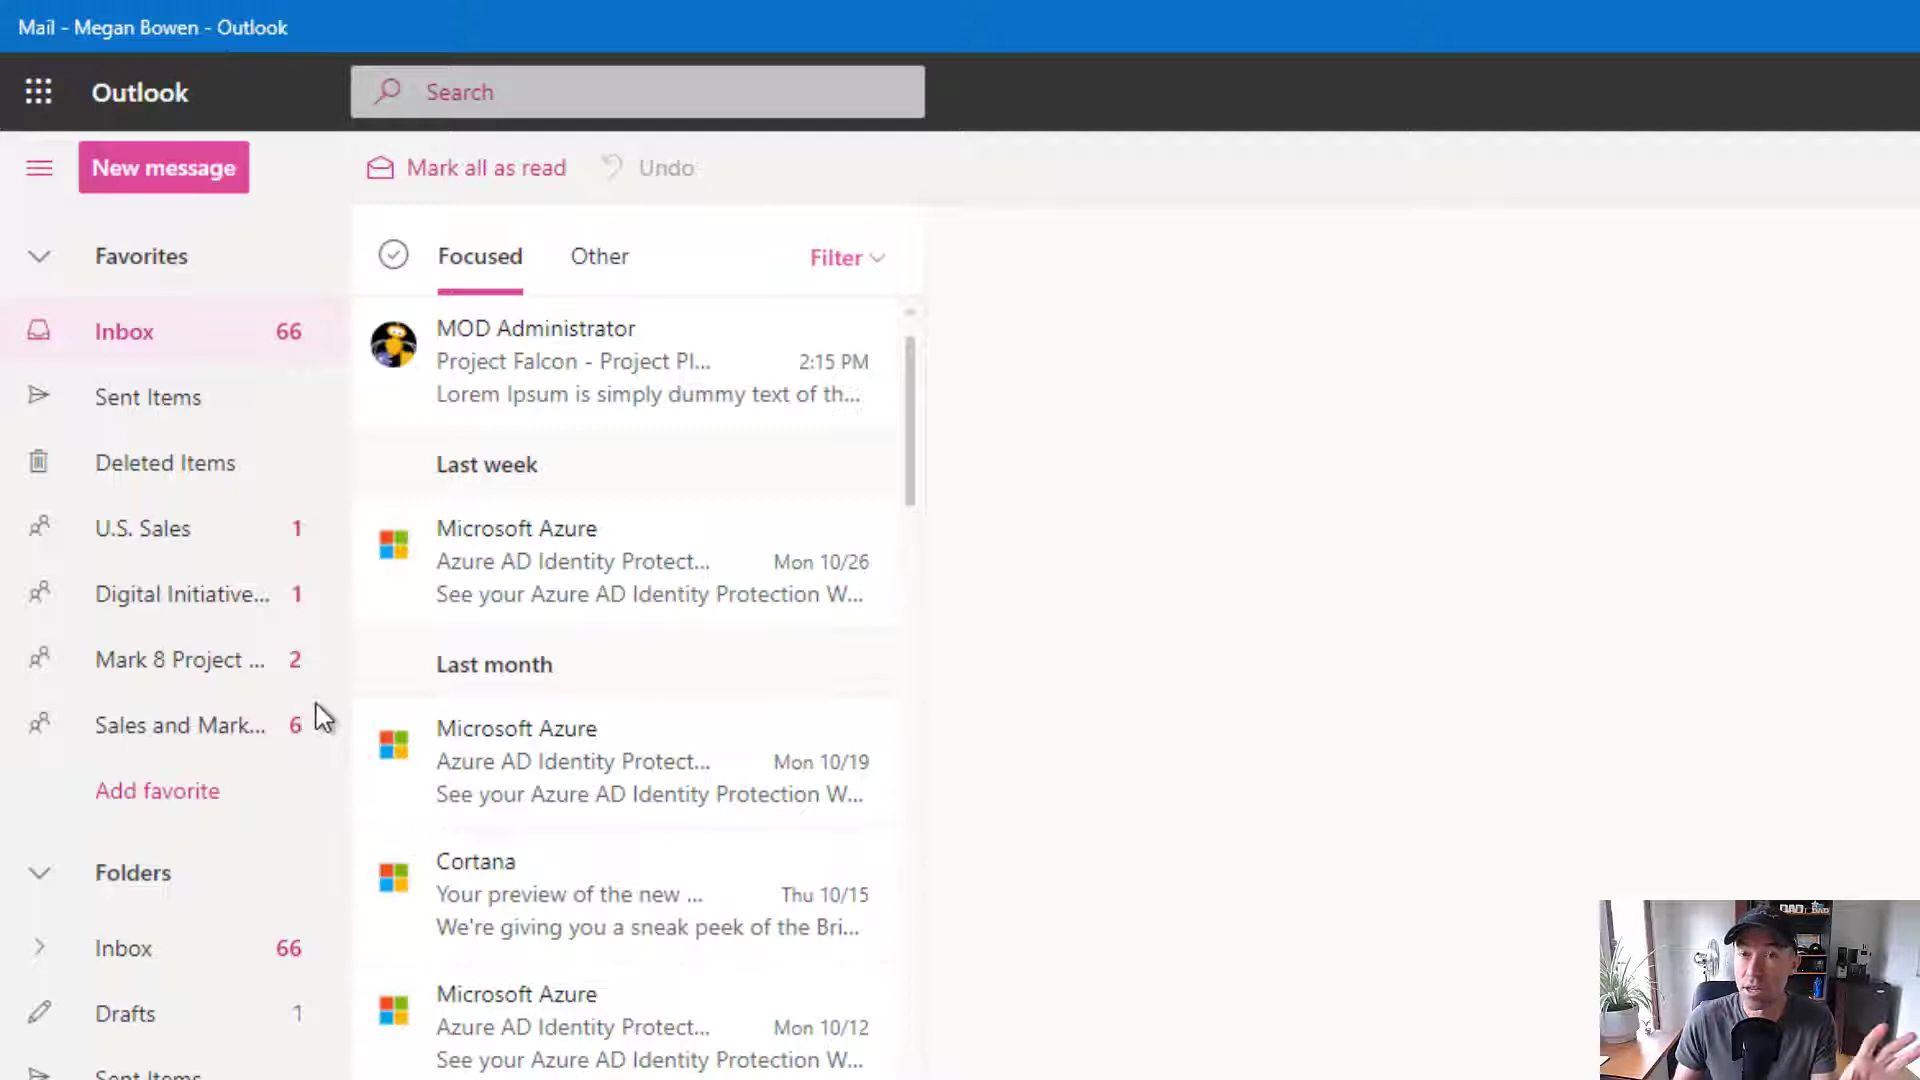 Mail - Megan Bowen - Outlook
Outlook
Search
New message
Mark all as read
Undo
Favorites
Inbox 66
Sent Items
Deleted Items
U.S. Sales 1
Digital Initiative... 1
Mark 8 Project ... 2
Sales and Mark... 6
Add favorite
Folders
Inbox 66
Drafts 1
Sent Items
Focused
Other
Filter
MOD Administrator
Project Falcon - Project Pl... 2:15 PM
Lorem Ipsum is simply dummy text of th...
Last week
Microsoft Azure
Azure AD Identity Protect... Mon 10/26
See your Azure AD Identity Protection W...
Last month
Microsoft Azure
Azure AD Identity Protect... Mon 10/19
See your Azure AD Identity Protection W...
Cortana
Your preview of the new ... Thu 10/15
We're giving you a sneak peek of the Bri...
Microsoft Azure
Azure AD Identity Protect... Mon 10/12
See your Azure AD Identity Protection W...